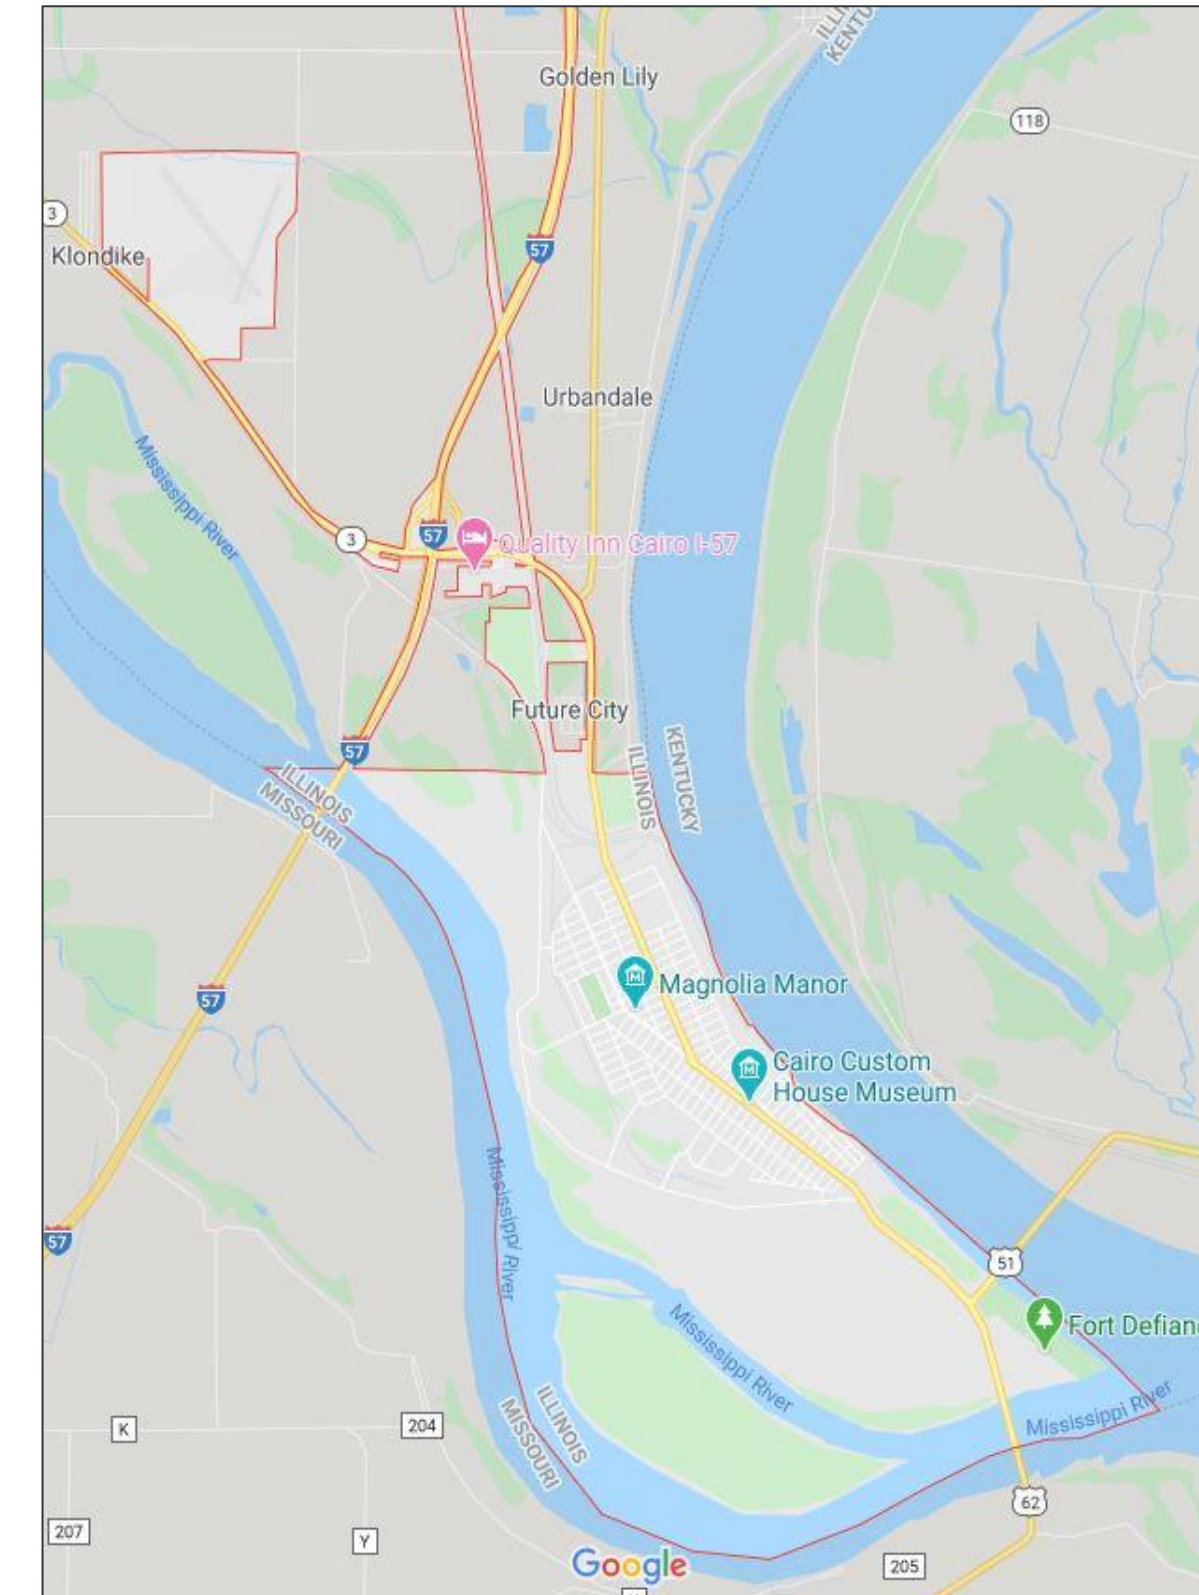 ILLIN
KENTU
Golden Lily
118
3
57
Klondike
Urbandale
Mississippi River
3
57
Quality Inn Cairo I-57
Future City
57
ILLINOIS
MISSOURI
KENTUCKY
ILLINOIS
Magnolia Manor
57
Cairo Custom
House Museum
Mississippi River
57
51
Fort Defian
Mississippi River
Mississippi River
ILLINOIS
MISSOURI
K
204
62
207
Y
Google
205